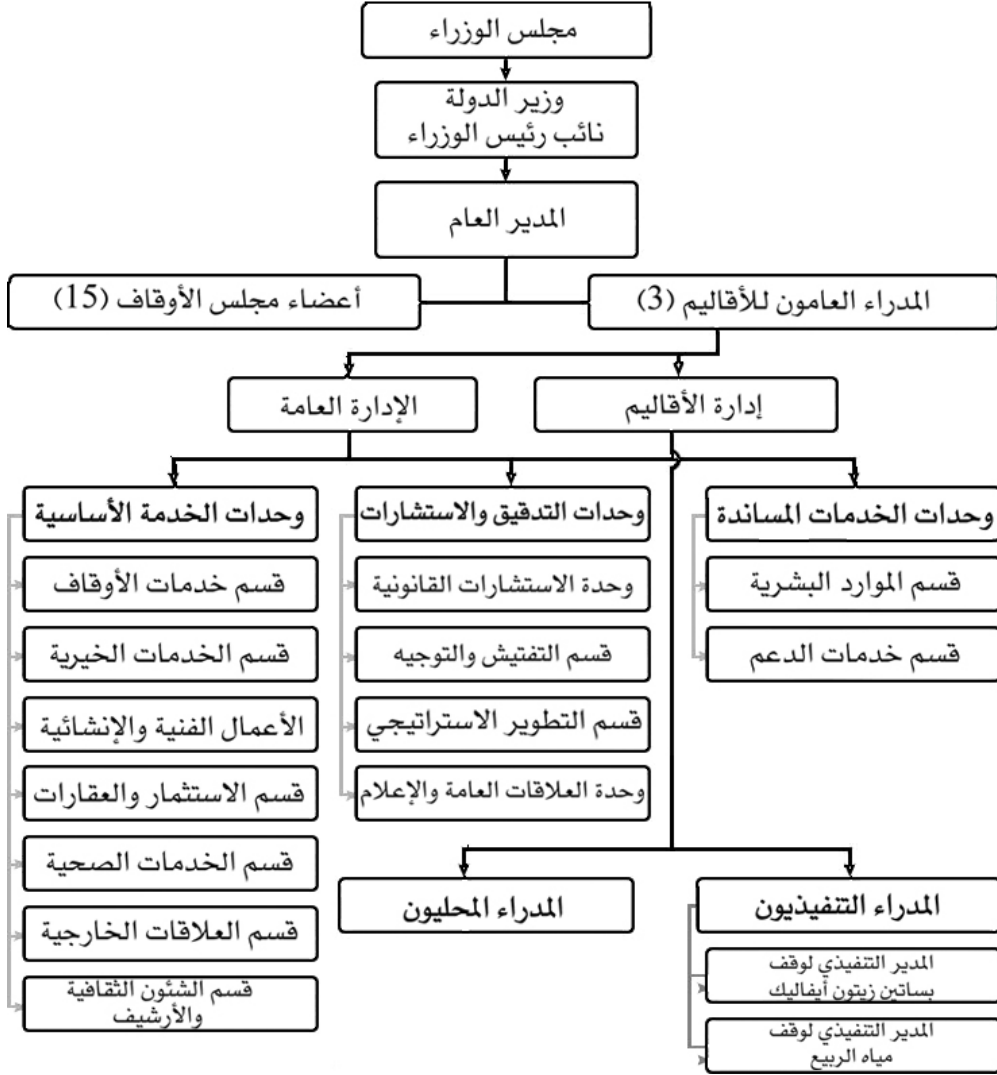 مجلس الوزراء
وزير الدولة
نائب رئيس الوزراء
المدير العام
المدراء العامون للأقاليم (3)
أعضاء مجلس الأوقاف (15)
إدارة الأقاليم
الإدارة العامة
وحدات الخدمات المساندة
قسم الموارد البشرية
قسم خدمات الدعم
وحدات التدقيق والاستشارات
وحدة الاستشارات القانونية
قسم التفتيش والتوجيه
قسم التطوير الاستراتيجي
وحدة العلاقات العامة والإعلام
وحدات الخدمة الأساسية
قسم خدمات الأوقاف
قسم الخدمات الخيرية
الأعمال الفنية والإنشائية
قسم الاستثمار والعقارات
قسم الخدمات الصحية
قسم العلاقات الخارجية
قسم الشئون الثقافية
والأرشيف
المدراء التنفيذيون
المدير التنفيذي لوقف
بساتين زيتون أيفاليك
المدير التنفيذي لوقف
مياه الربيع
المدراء المحليون